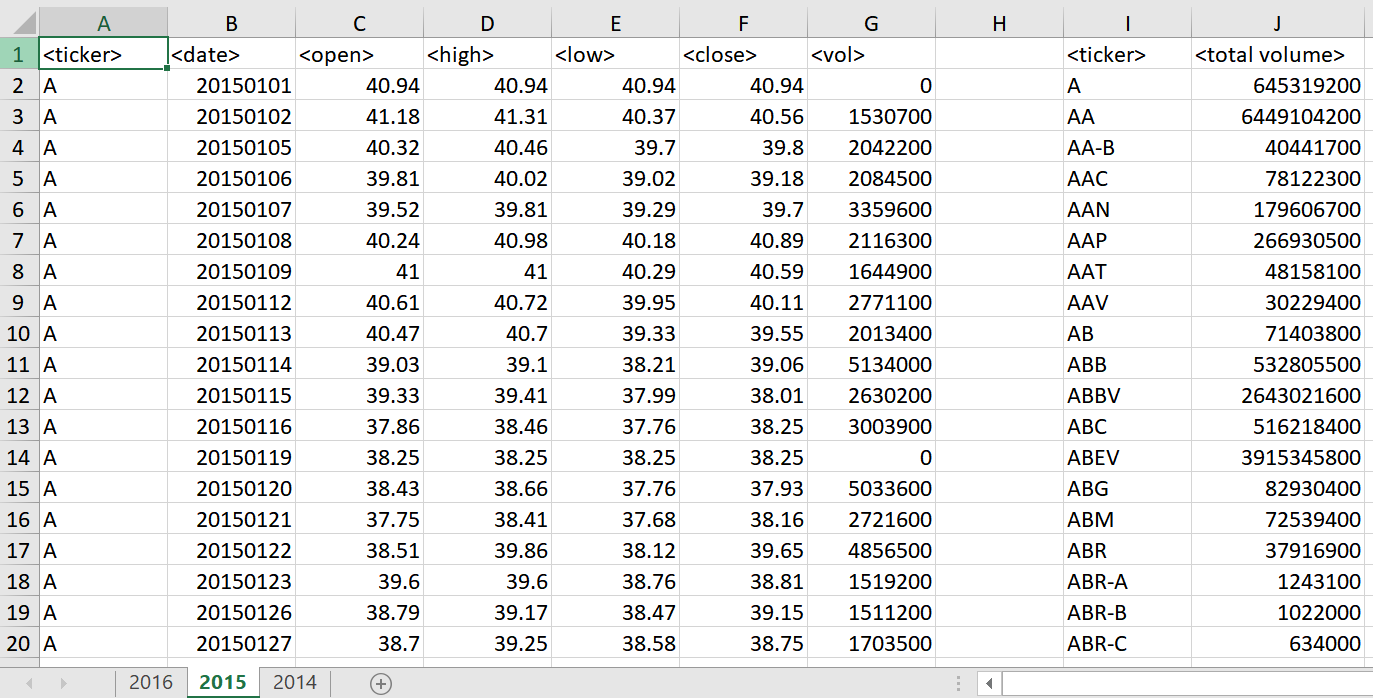 A B C D E F G H I J
1 <ticker> <date> <open> <high> <low> <close> <vol> <ticker> <total volume>
2 A 20150101 40.94 40.94 40.94 40.94 0 A 645319200
3 A 20150102 41.18 41.31 40.37 40.56 1530700 AA 6449104200
4 A 20150105 40.32 40.46 39.7 39.8 2042200 AA-B 40441700
5 A 20150106 39.81 40.02 39.02 39.18 2084500 AAC 78122300
6 A 20150107 39.52 39.81 39.29 39.7 3359600 AAN 179606700
7 A 20150108 40.24 40.98 40.18 40.89 2116300 AAP 266930500
8 A 20150109 41 41 40.29 40.59 1644900 AAT 48158100
9 A 20150112 40.61 40.72 39.95 40.11 2771100 AAV 30229400
10 A 20150113 40.47 40.7 39.33 39.55 2013400 AB 71403800
11 A 20150114 39.03 39.1 38.21 39.06 5134000 ABB 532805500
12 A 20150115 39.33 39.41 37.99 38.01 2630200 ABBV 2643021600
13 A 20150116 37.86 38.46 37.76 38.25 3003900 ABC 516218400
14 A 20150119 38.25 38.25 38.25 38.25 0 ABEV 3915345800
15 A 20150120 38.43 38.66 37.76 37.93 5033600 ABG 82930400
16 A 20150121 37.75 38.41 37.68 38.16 2721600 ABM 72539400
17 A 20150122 38.51 39.86 38.12 39.65 4856500 ABR 37916900
18 A 20150123 39.6 39.6 38.76 38.81 1519200 ABR-A 1243100
19 A 20150126 38.79 39.17 38.47 39.15 1511200 ABR-B 1022000
20 A 20150127 38.7 39.25 38.58 38.75 1703500 ABR-C 634000
2016 2015 2014